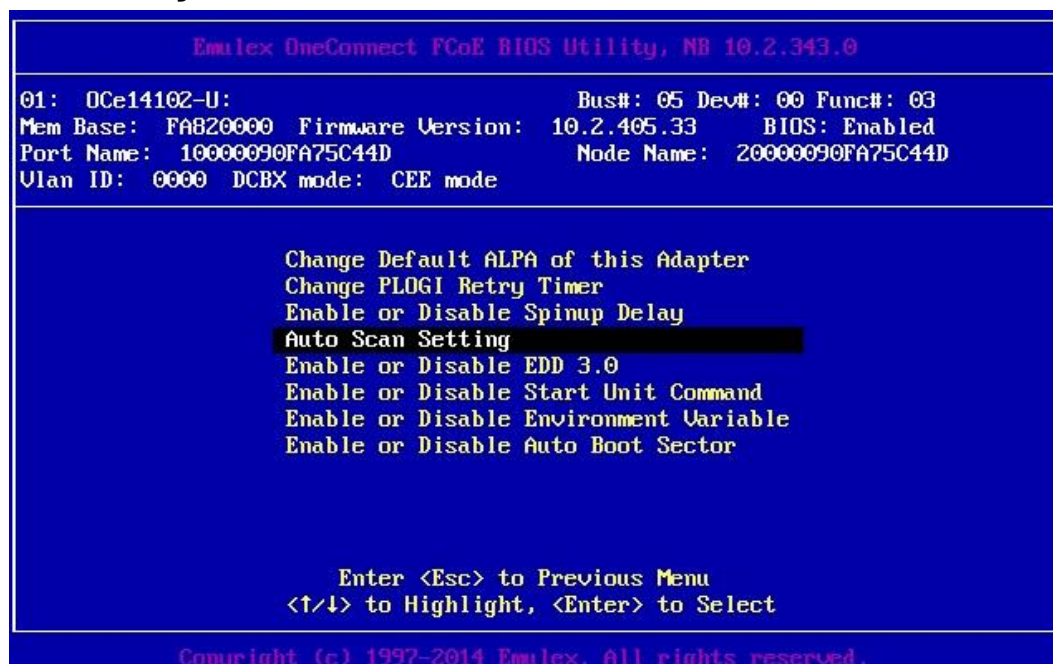 Emulex OneConnect FCoE BIOS Utility, NB 10.2.343.0
01: OCe14102-U: Bus#: 05 Dev#: 00 Func#: 03
Mem Base: FA820000 Firmware Version: 10.2.405.33 BIOS: Enabled
Port Name: 10000090FA75C44D Node Name: 20000090FA75C44D
Vlan ID: 0000 DCBX mode: CEE mode
Change Default ALPA of this Adapter
Change PLOGI Retry Timer
Enable or Disable Spinup Delay
Auto Scan Setting
Enable or Disable EDD 3.0
Enable or Disable Start Unit Command
Enable or Disable Environment Variable
Enable or Disable Auto Boot Sector
Enter <Esc> to Previous Menu
<↑/↓> to Highlight, <Enter> to Select
Copyright (c) 1997-2014 Emulex. All rights reserved.